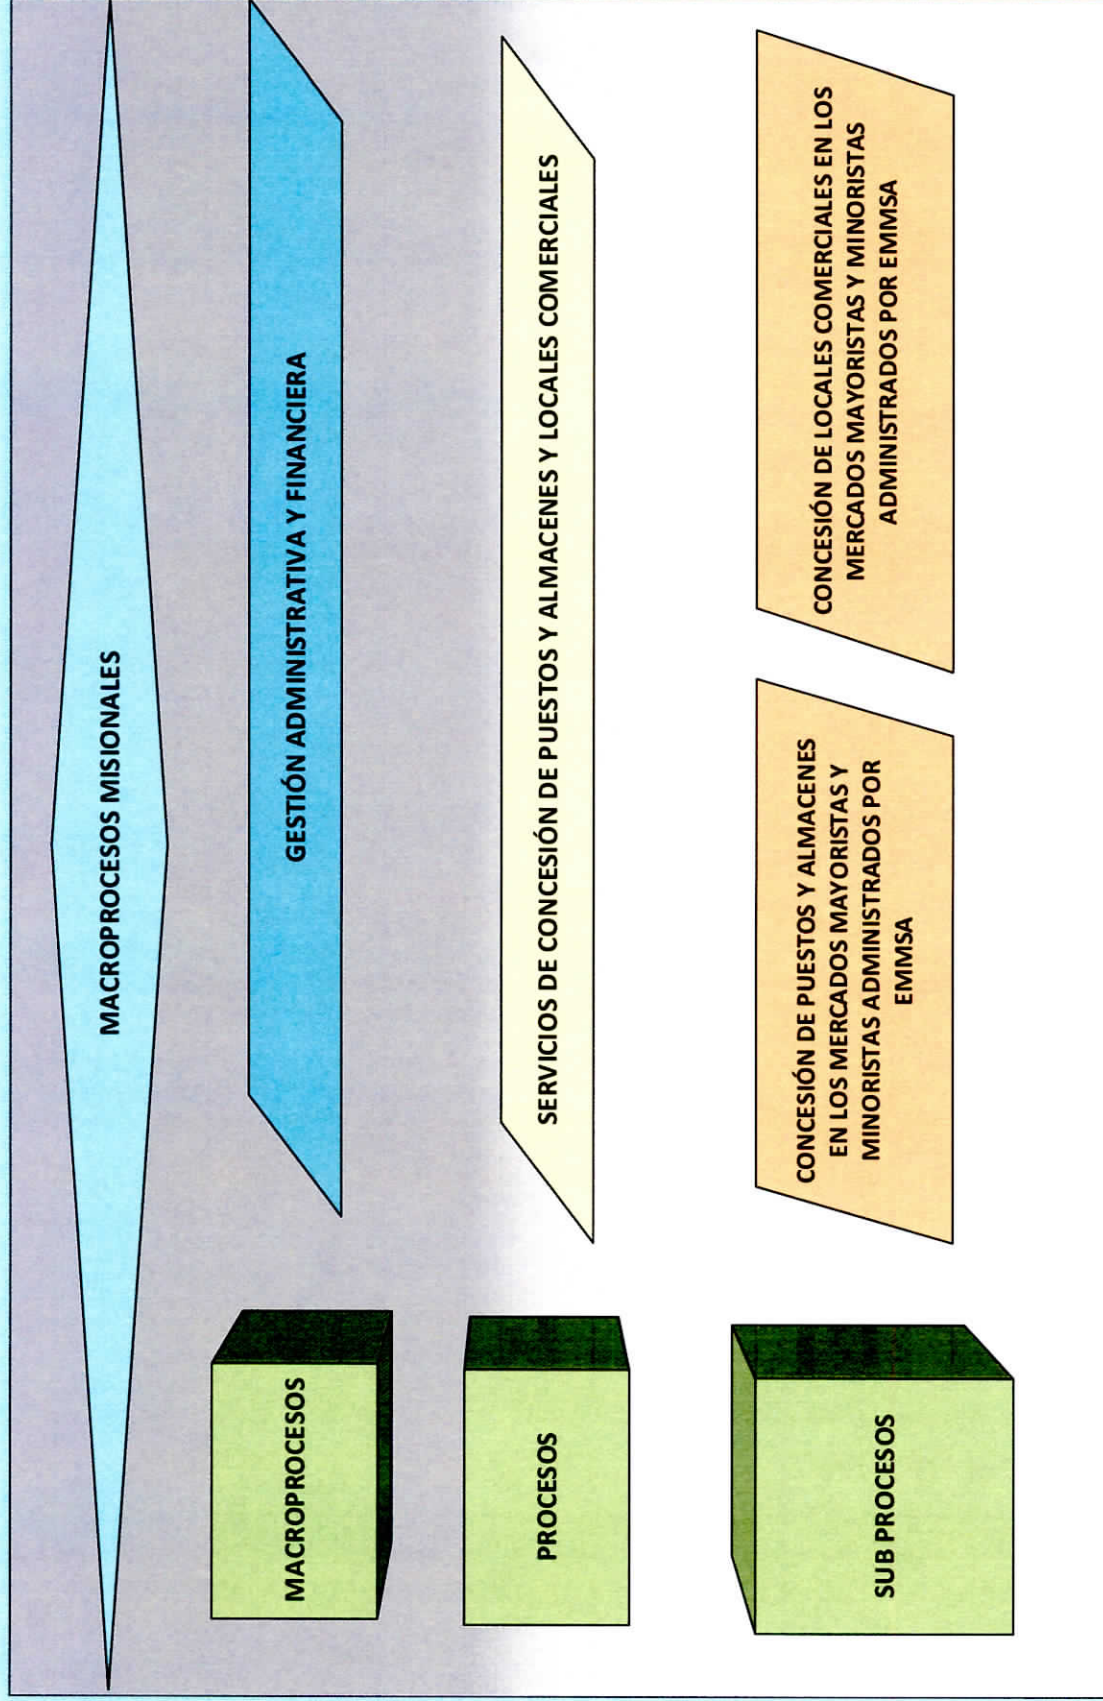 MACROPROCESOS MISIONALES
MACROPROCESOS
GESTIÓN ADMINISTRATIVA Y FINANCIERA
PROCESOS
SERVICIOS DE CONCESIÓN DE PUESTOS Y ALMACENES Y LOCALES COMERCIALES
SUB PROCESOS
CONCESIÓN DE PUESTOS Y ALMACENES
EN LOS MERCADOS MAYORISTAS Y
MINORISTAS ADMINISTRADOS POR
EMMSA
CONCESIÓN DE LOCALES COMERCIALES EN LOS
MERCADOS MAYORISTAS Y MINORISTAS
ADMINISTRADOS POR EMMSA